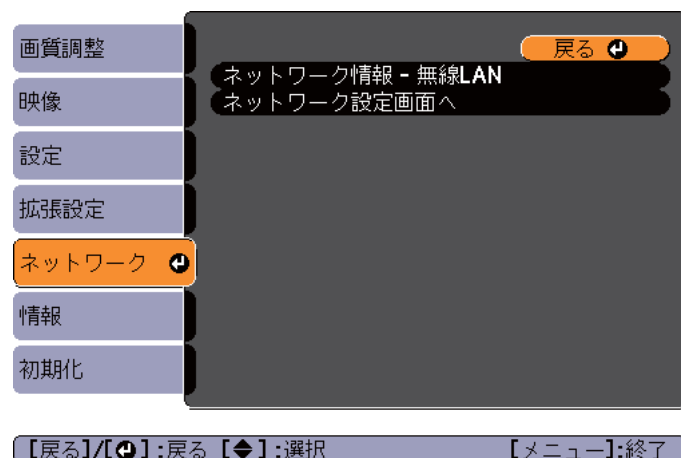 画質調整
映像
設定
拡張設定
ネットワーク
情報
初期化
戻る
ネットワーク情報 - 無線LAN
ネットワーク設定画面へ
[戻る]/[]:戻る []:選択 [メニュー]:終了